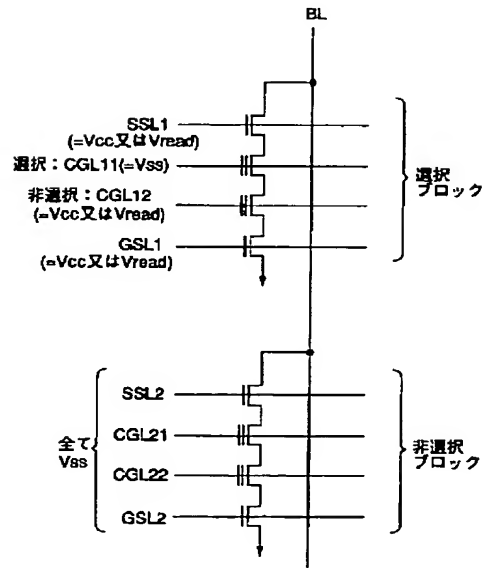 BL
SSL1
(=Vcc又はVread)
選択:CGL11(=Vss)
非選択:CGL12
(=Vcc又はVread)
GSL1
(=Vcc又はVread)
選択
ブロック
SSL2
CGL21
CGL22
GSL2
全て
Vss
非選択
ブロック